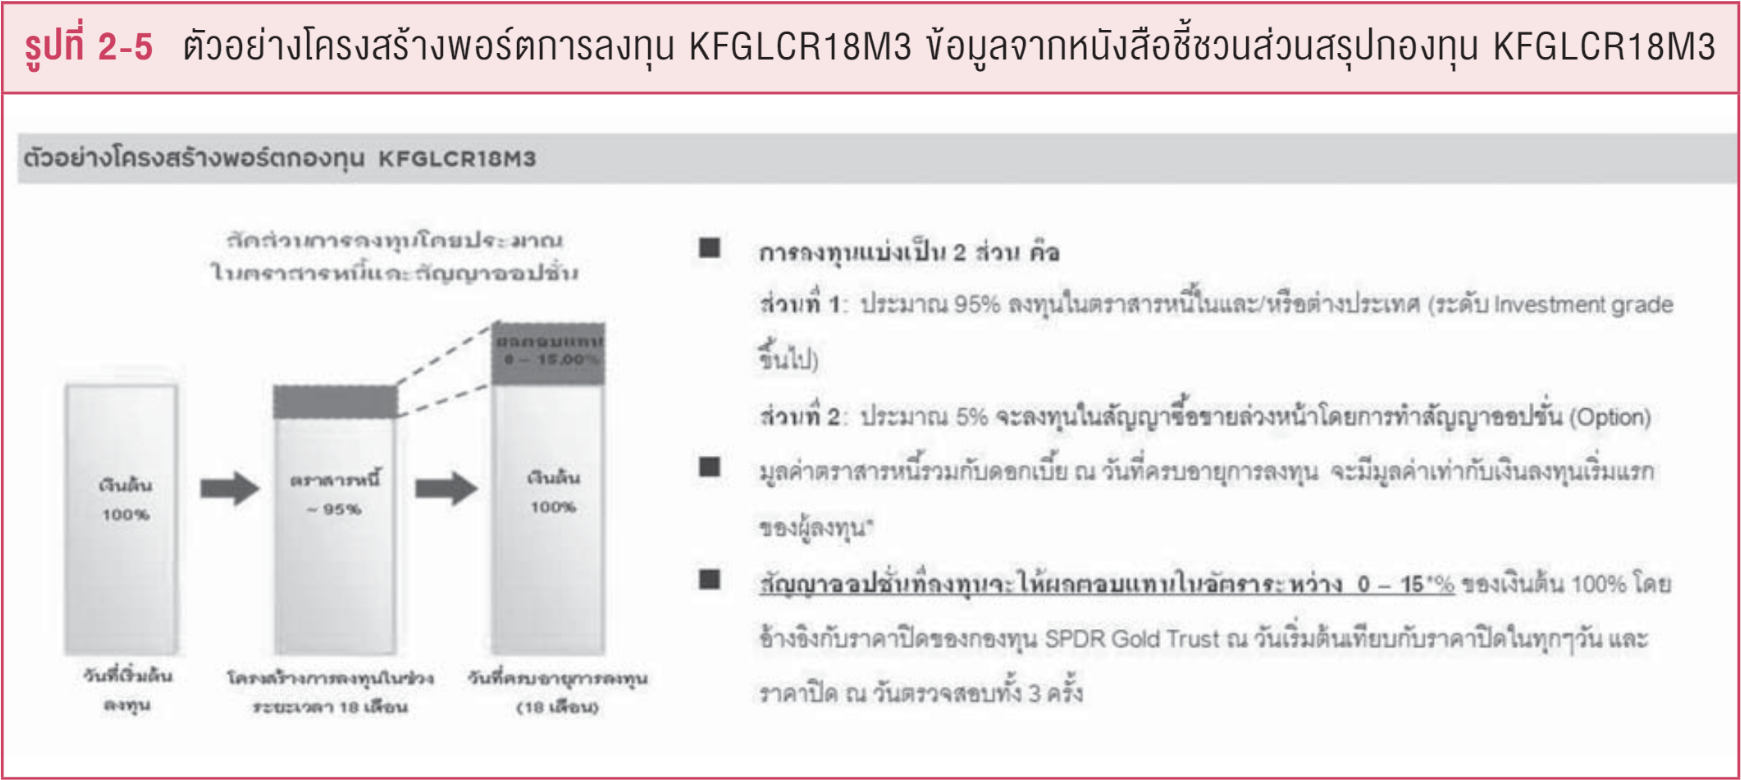 รูปที่ 2-5 ตัวอย่างโครงสร้างพอร์ตการลงทุน KFGLCR18M3 ข้อมูลจากหนังสือชี้ชวนส่วนสรุปกองทุน KFGLCR18M3
ตัวอย่างโครงสร้างพอร์ตกองทุน KFGLCR18M3
สัดส่วนการลงทุนโดยประมาณ
ในตราสารหนี้และสัญญาออปชั่น
ผลตอบแทน
0 – 15.00%
เงินต้น
100%
ตราสารหนี้
~ 95%
เงินต้น
100%
วันที่เริ่มต้น
ลงทุน
โครงสร้างการลงทุนในช่วง
ระยะเวลา 18 เดือน
วันที่ครบอายุการลงทุน
(18 เดือน)
■ การลงทุนแบ่งเป็น 2 ส่วน คือ
ส่วนที่ 1: ประมาณ 95% ลงทุนในตราสารหนี้ในและ/หรือต่างประเทศ (ระดับ Investment grade
ขึ้นไป)
ส่วนที่ 2: ประมาณ 5% จะลงทุนในสัญญาซื้อขายล่วงหน้าโดยการทำสัญญาออปชั่น (Option)
■ มูลค่าตราสารหนี้รวมกับดอกเบี้ย ณ วันที่ครบอายุการลงทุน จะมีมูลค่าเท่ากับเงินลงทุนเริ่มแรก
ของผู้ลงทุน*
■ สัญญาออปชั่นที่ลงทุนจะให้ผลตอบแทนในอัตราระหว่าง 0 – 15*% ของเงินต้น 100% โดย
อ้างอิงกับราคาปิดของกองทุน SPDR Gold Trust ณ วันเริ่มต้นเทียบกับราคาปิดในทุกๆวัน และ
ราคาปิด ณ วันตรวจสอบทั้ง 3 ครั้ง